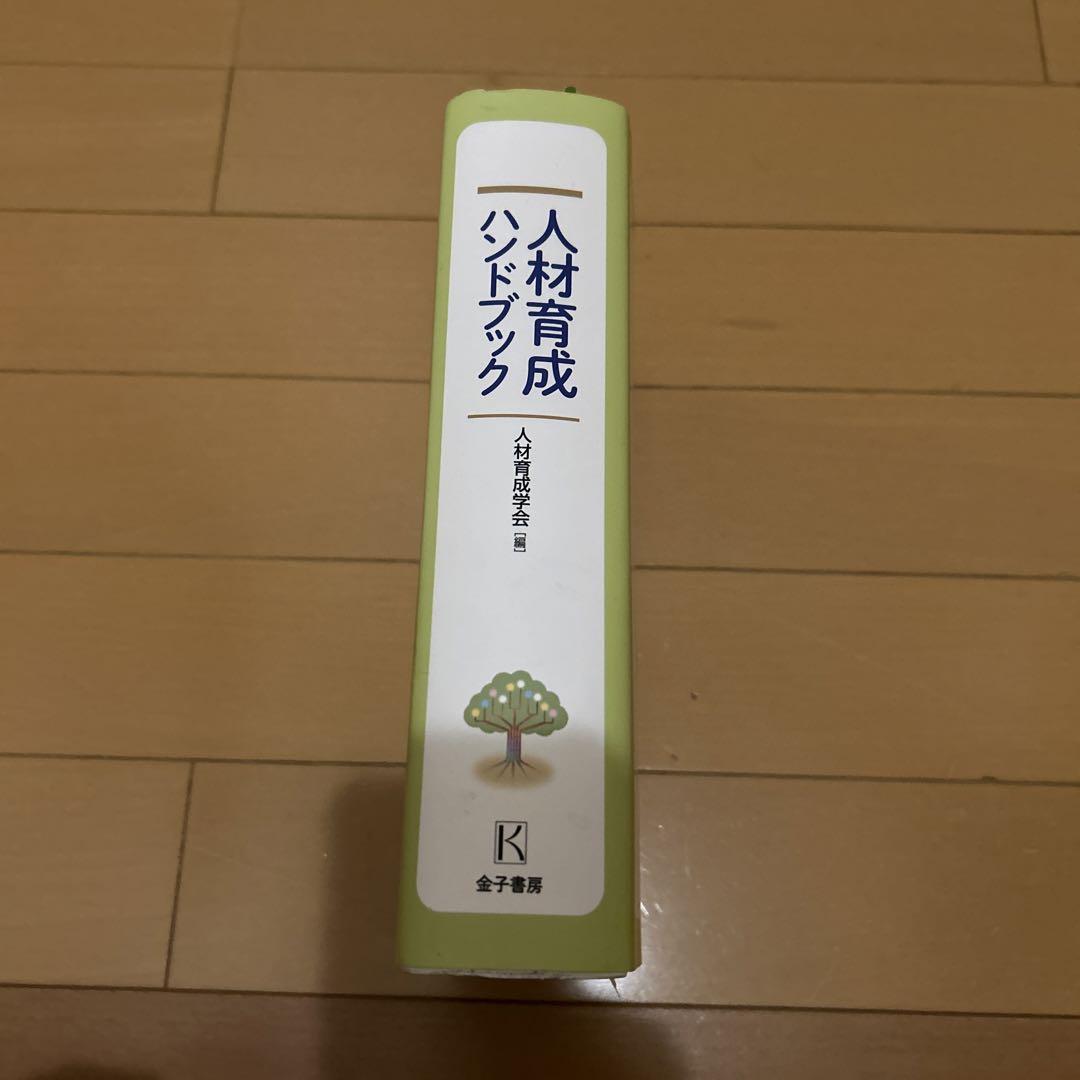 人材育成
ハンドブック
人材育成学会[編]
K
金子書房